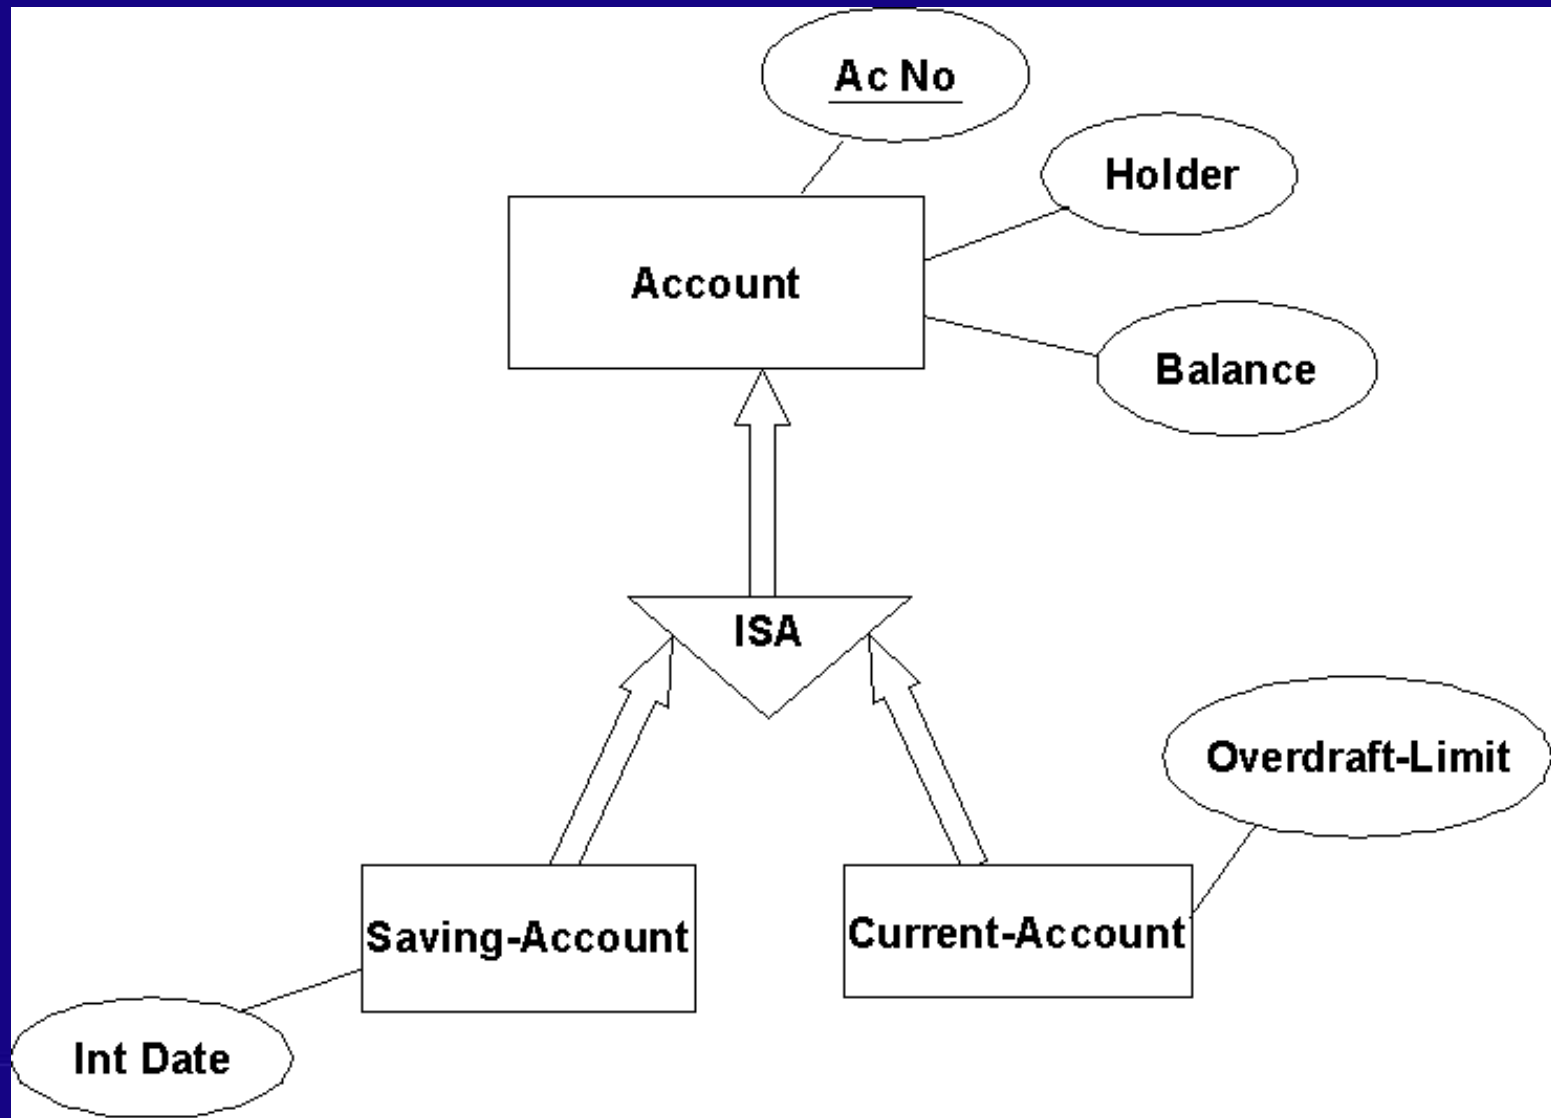 Ac No
Holder
Account
Balance
ISA
Overdraft-Limit
Saving-Account
Current-Account
Int Date